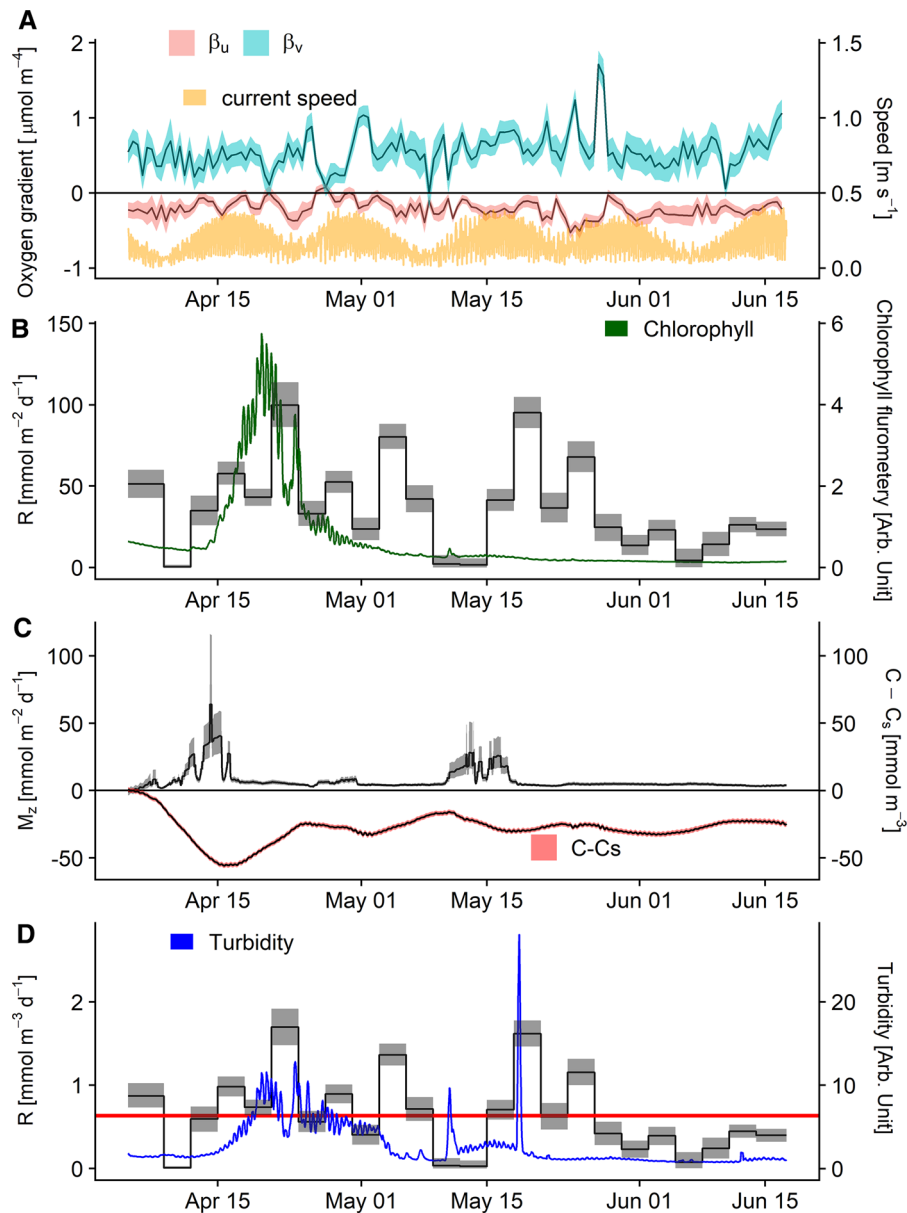 A
βu βv
current speed
Oxygen gradient [ μmol m−4]
2
1
0
-1
1.5
1.0
0.5
0.0
Speed [m s−1]
Apr 15 May 01 May 15 Jun 01 Jun 15
B
Chlorophyll
R [mmol m−2 d−1]
150
100
50
0
6
4
2
0
Chlorophyll flurometery [Arb. Unit]
Apr 15 May 01 May 15 Jun 01 Jun 15
C
Mz [mmol m−2 d−1]
100
50
0
-50
100
50
0
-50
C − Cs [mmol m−3]
C-Cs
Apr 15 May 01 May 15 Jun 01 Jun 15
D
Turbidity
R [mmol m−3 d−1]
2
1
0
20
10
0
Turbidity [Arb. Unit]
Apr 15 May 01 May 15 Jun 01 Jun 15